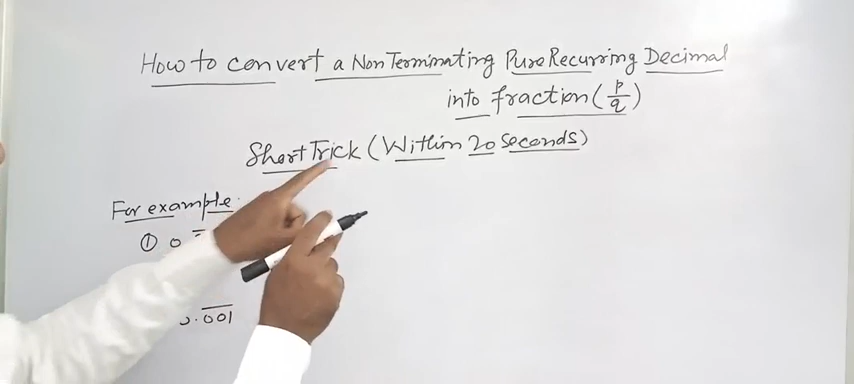 How to convert a Non Terminating Pure Recurring Decimal
into fraction (p/q)
Short Trick (Within 20 seconds)
For example:
① 0
0.001